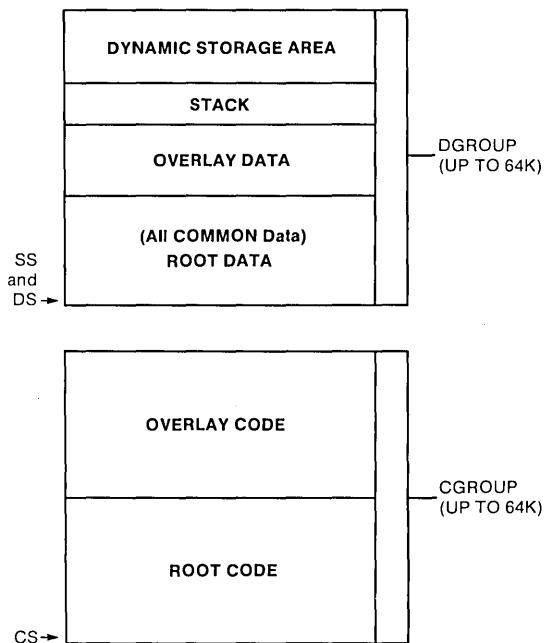 DYNAMIC STORAGE AREA
STACK
OVERLAY DATA
DGROUP
(UP TO 64K)
(All COMMON Data)
ROOT DATA
SS
and
DS→
OVERLAY CODE
CGROUP
(UP TO 64K)
ROOT CODE
CS→